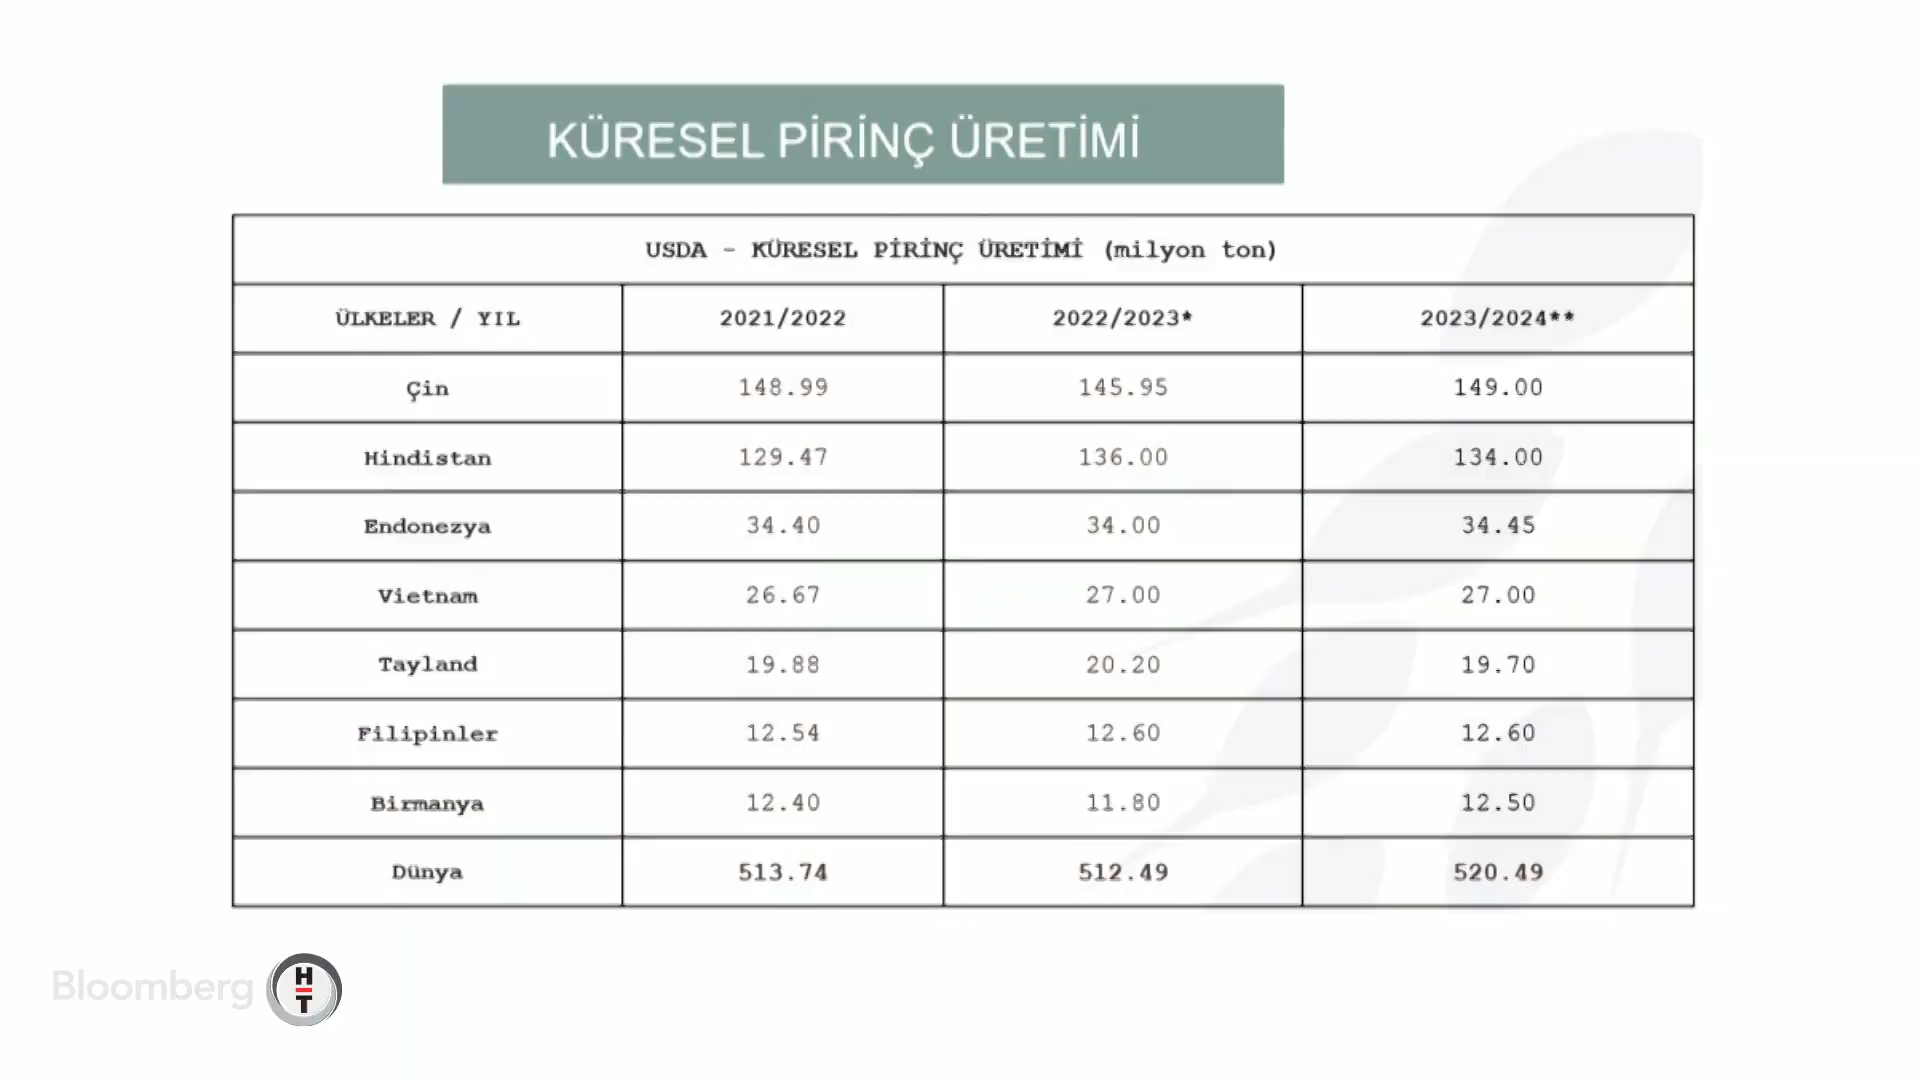 KÜRESEL PİRİNÇ ÜRETİMİ
USDA - KÜRESEL PİRİNÇ ÜRETİMİ (milyon ton)
ÜLKELER / YIL 2021/2022 2022/2023* 2023/2024**
Çin 148.99 145.95 149.00
Hindistan 129.47 136.00 134.00
Endonezya 34.40 34.00 34.45
Vietnam 26.67 27.00 27.00
Tayland 19.88 20.20 19.70
Filipinler 12.54 12.60 12.60
Birmanya 12.40 11.80 12.50
Dünya 513.74 512.49 520.49
Bloomberg HT